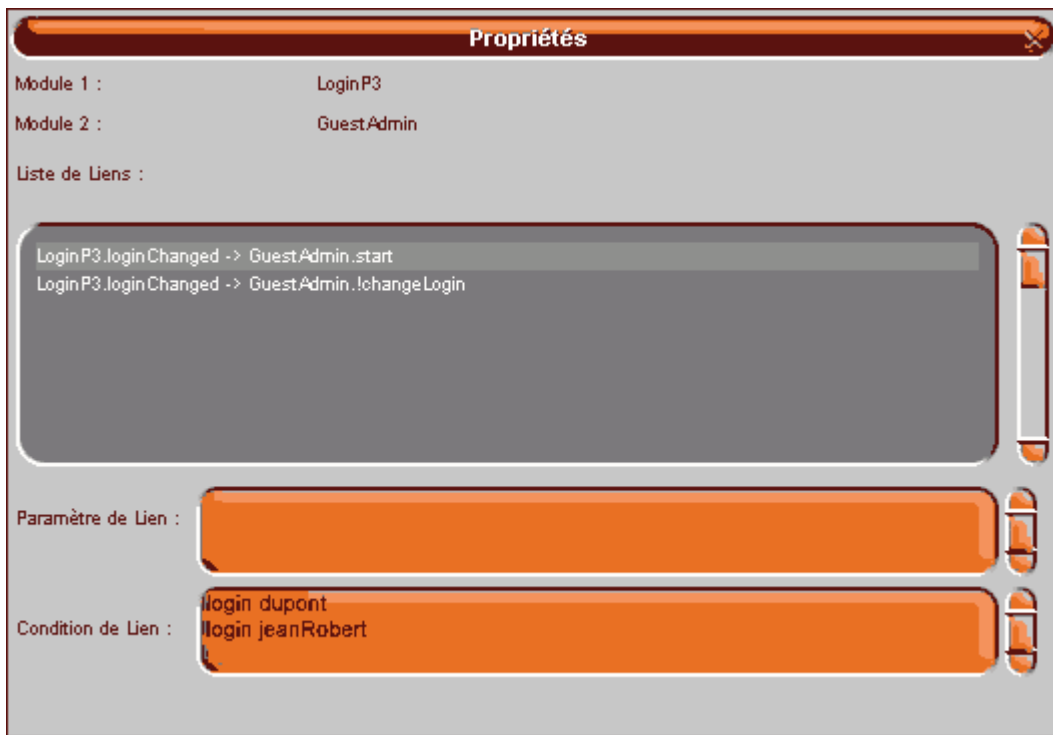 Propriétés
Module 1 : LoginP3
Module 2 : GuestAdmin
Liste de Liens :
LoginP3.loginChanged -> GuestAdmin.start
LoginP3.loginChanged -> GuestAdmin.!changeLogin
Paramètre de Lien :
login dupont
Condition de Lien : login jeanRobert